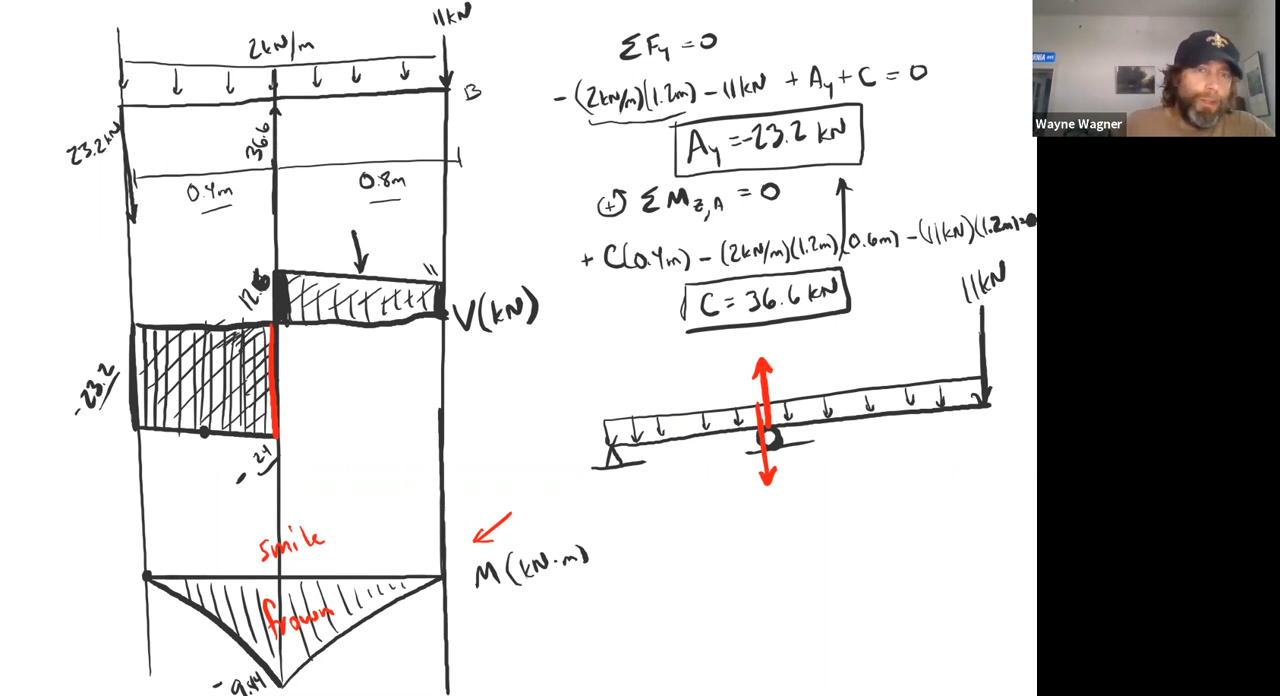 11kN
2kN/m
B
23.2kN
36.6
0.4m
0.8m
12.6
11
V(kN)
-23.2
-24
smile
M(kN·m)
frown
-9.44
ΣFy = 0
-(2kN/m)(1.2m) - 11kN + Ay + C = 0
Ay = -23.2 kN
(+) ΣMz,A = 0
+ C(0.4m) - (2kN/m)(1.2m)(0.6m) - (11kN)(1.2m)=0
C = 36.6 kN
11kN
Wayne Wagner